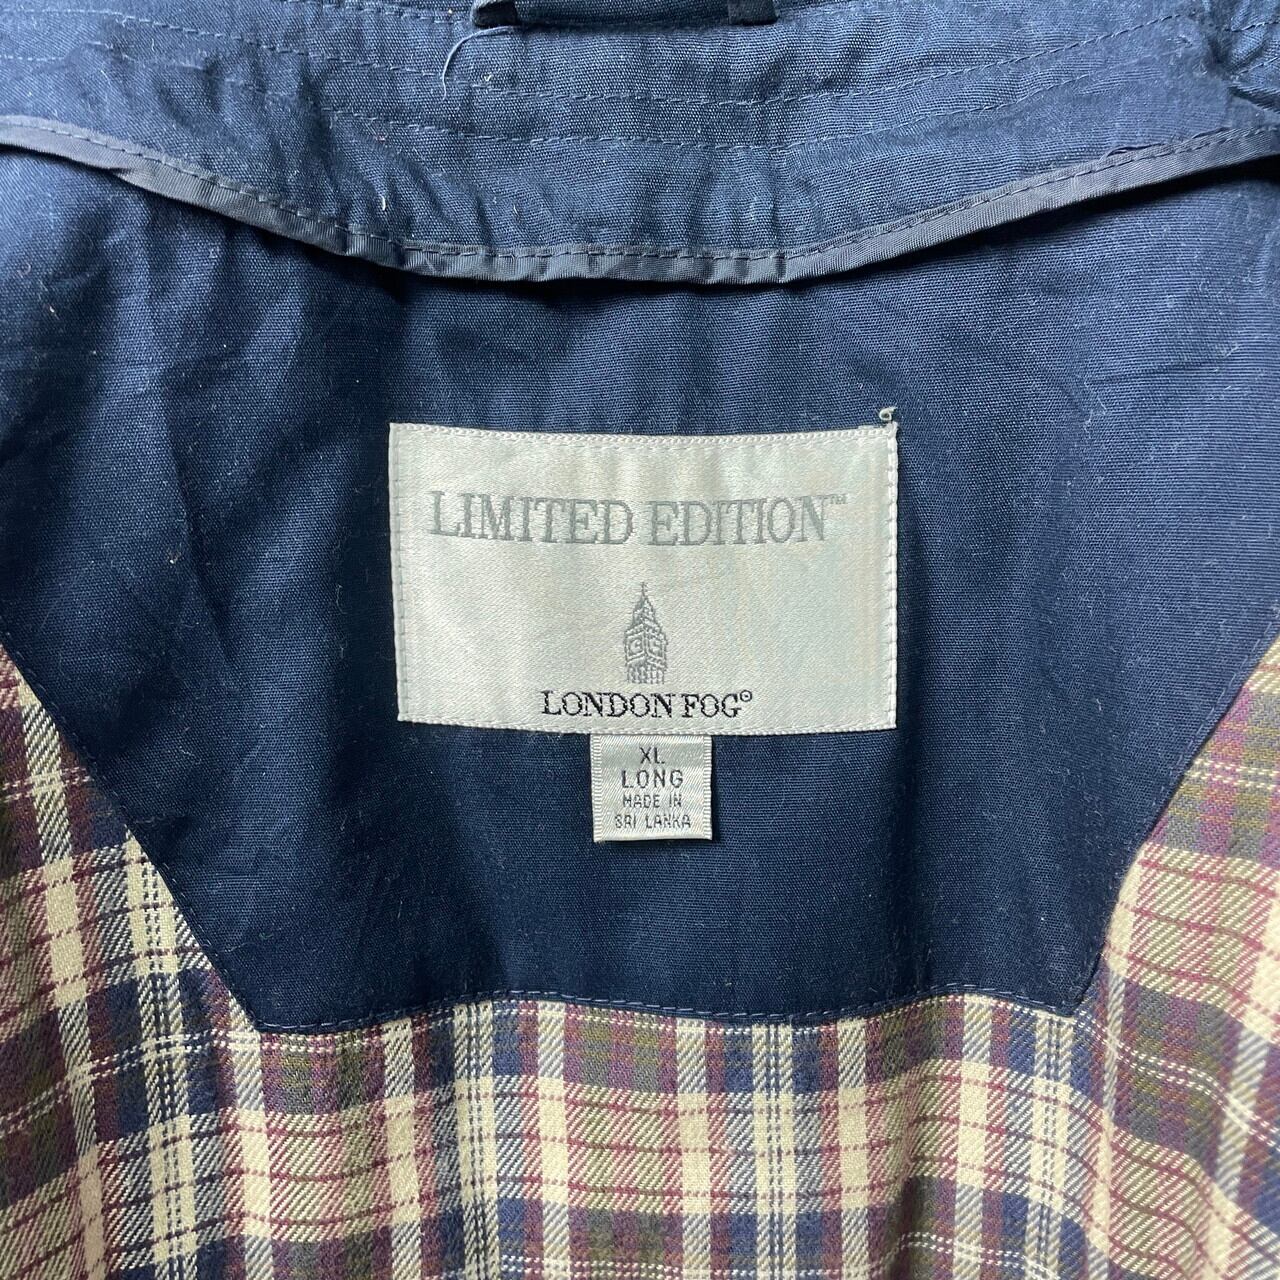 LIMITED EDITION™
LONDON FOG®
XL
LONG
MADE IN
SRI LANKA